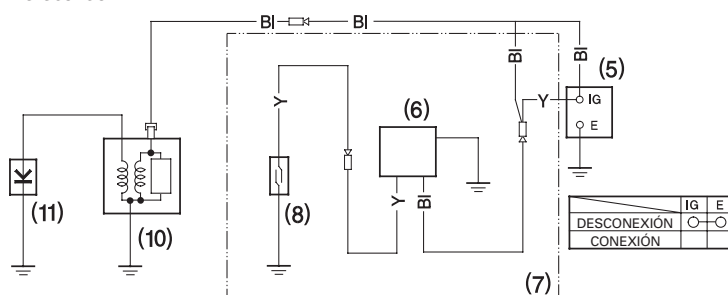 Bl
Bl
Bl
Bl
(5)
Y
IG
E
Y
(6)
Y
Bl
(8)
(11)
(10)
(7)
IG E
DESCONEXIÓN
CONEXIÓN